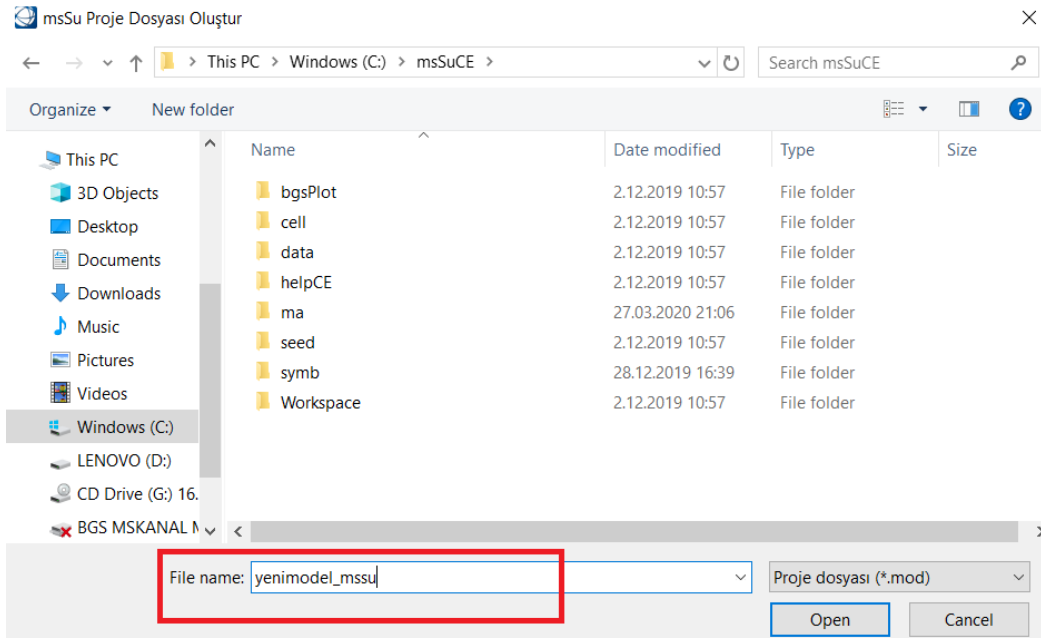 msSu Proje Dosyası Oluştur
This PC > Windows (C:) > msSuCE >
Search msSuCE
Organize
New folder
Name Date modified Type Size
This PC
3D Objects
Desktop
Documents
Downloads
Music
Pictures
Videos
Windows (C:)
LENOVO (D:)
CD Drive (G:) 16.
BGS MSKANAL
bgsPlot 2.12.2019 10:57 File folder
cell 2.12.2019 10:57 File folder
data 2.12.2019 10:57 File folder
helpCE 2.12.2019 10:57 File folder
ma 27.03.2020 21:06 File folder
seed 2.12.2019 10:57 File folder
symb 28.12.2019 16:39 File folder
Workspace 2.12.2019 10:57 File folder
File name: yenimodel_mssu
Proje dosyası (*.mod)
Open
Cancel